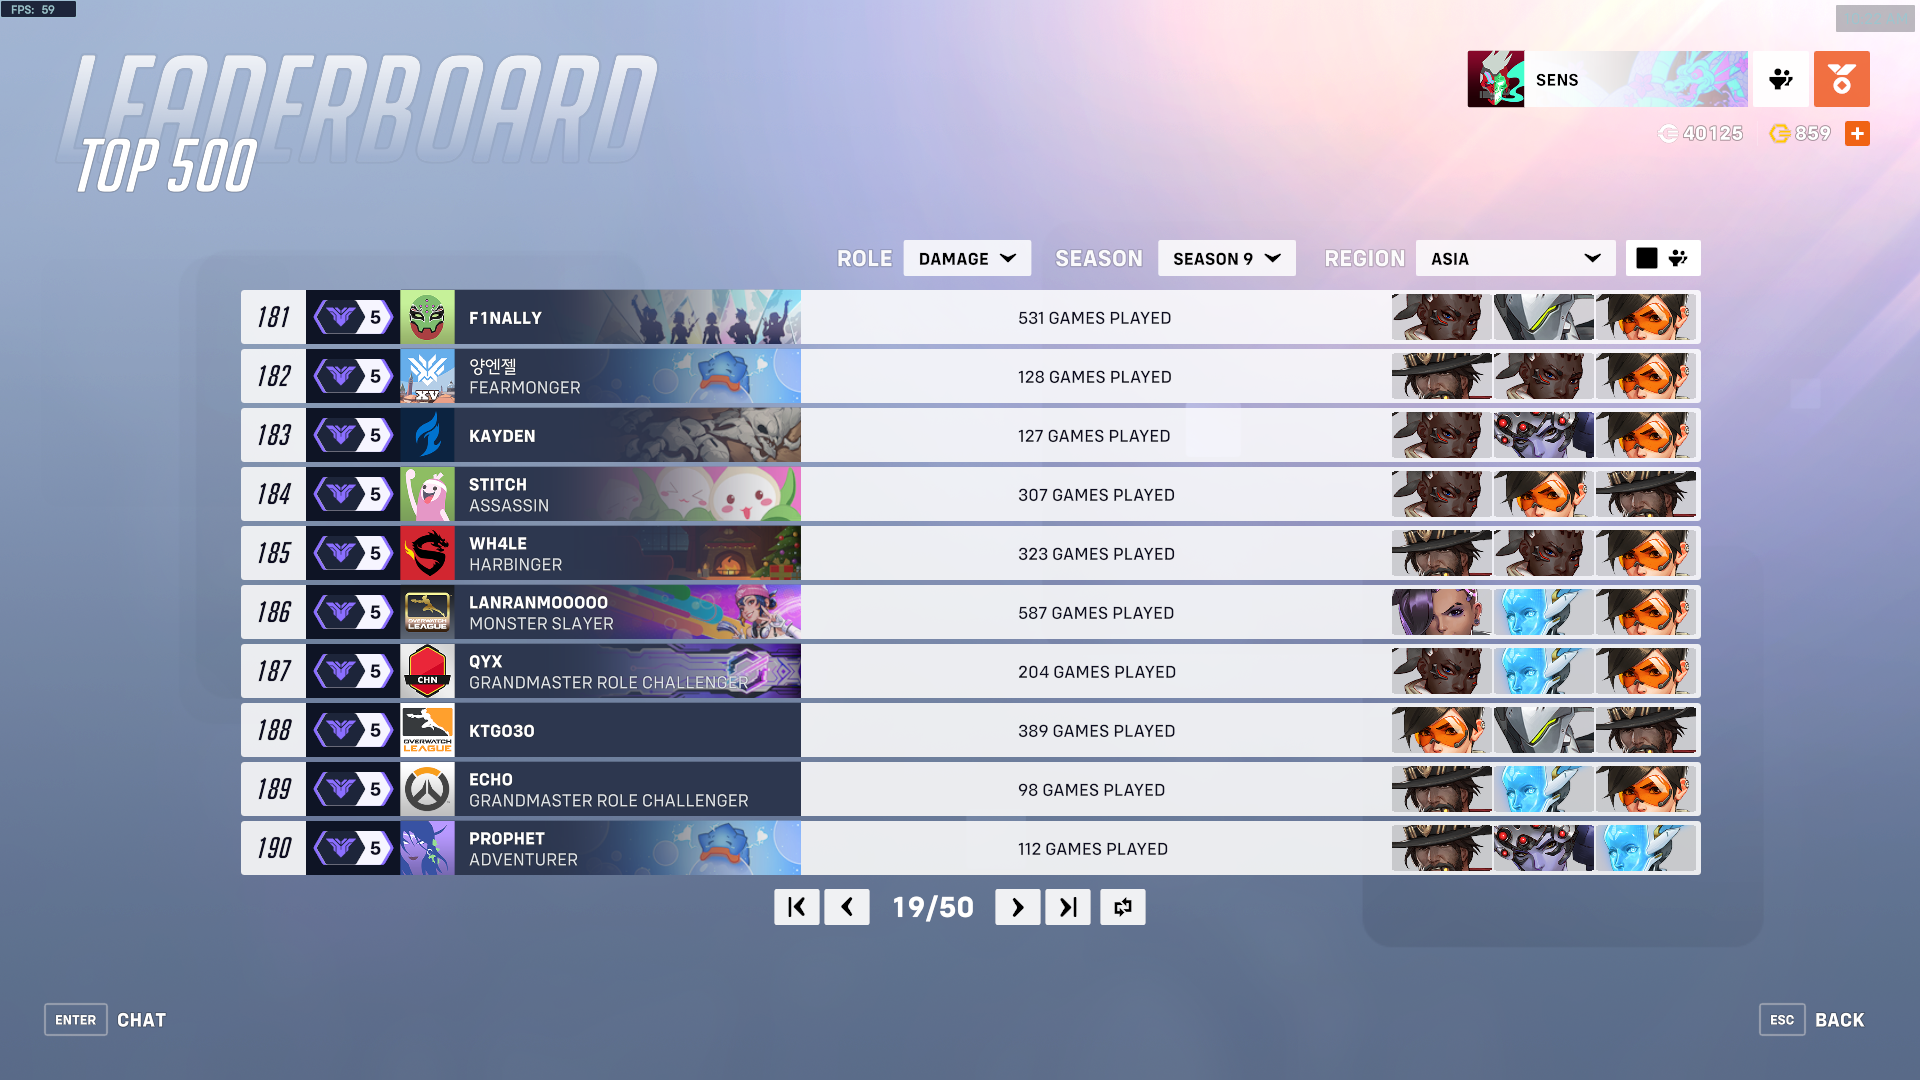 FPS: 59
LEADERBOARD
TOP 500
SENS
40125
859
ROLE DAMAGE SEASON SEASON 9 REGION ASIA
181 5 F1NALLY 531 GAMES PLAYED
182 5 양엔젤 128 GAMES PLAYED
XV FEARMONGER
183 5 KAYDEN 127 GAMES PLAYED
184 5 STITCH 307 GAMES PLAYED
ASSASSIN
185 5 WH4LE 323 GAMES PLAYED
HARBINGER
186 5 LANRANMOOOOO 587 GAMES PLAYED
OVERWATCH LEAGUE MONSTER SLAYER
187 5 QYX 204 GAMES PLAYED
CHN GRANDMASTER ROLE CHALLENGER
188 5 KTGO3O 389 GAMES PLAYED
OVERWATCH
LEAGUE
189 5 ECHO 98 GAMES PLAYED
GRANDMASTER ROLE CHALLENGER
190 5 PROPHET 112 GAMES PLAYED
ADVENTURER
19/50
ENTER CHAT
ESC BACK